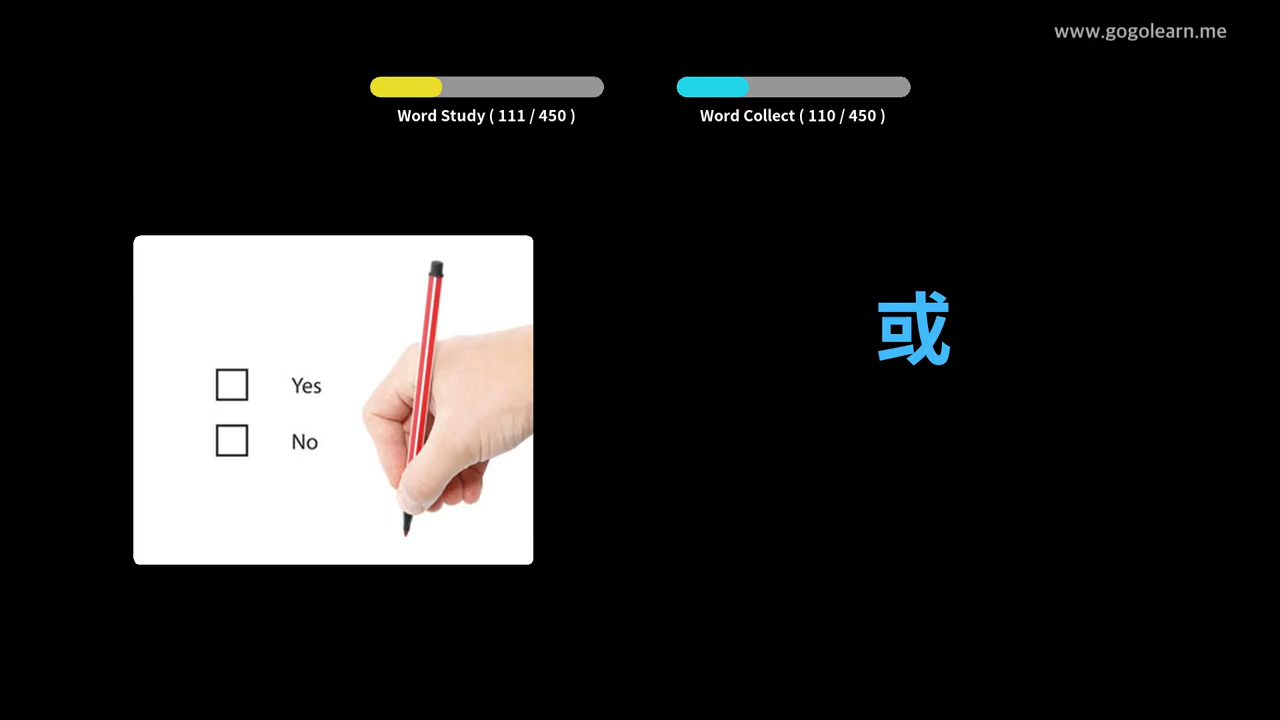 www.gogolearn.me
Word Study ( 111 / 450 )
Word Collect ( 110 / 450 )
或
Yes
No